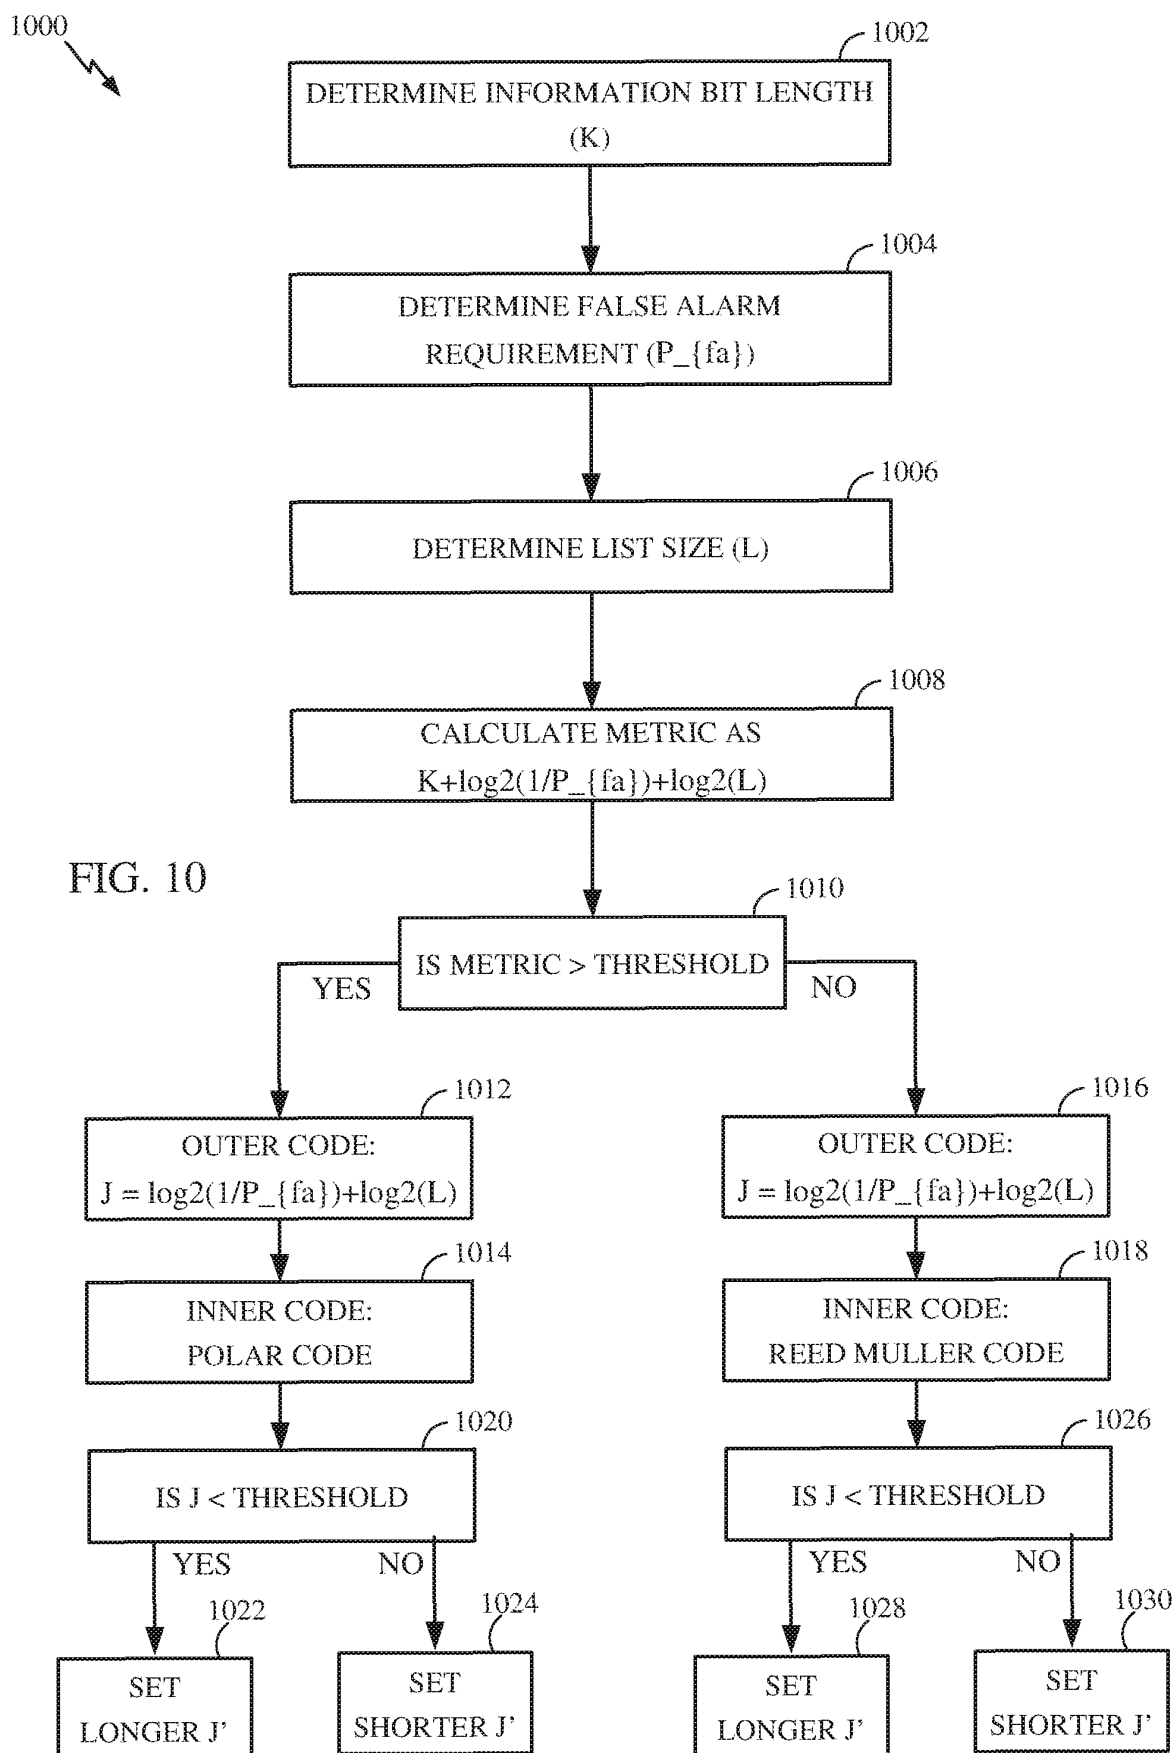 1000
1002
DETERMINE INFORMATION BIT LENGTH
(K)
1004
DETERMINE FALSE ALARM
REQUIREMENT (P_{fa})
1006
DETERMINE LIST SIZE (L)
1008
CALCULATE METRIC AS
K+log2(1/P_{fa})+log2(L)
FIG. 10
1010
IS METRIC > THRESHOLD
YES
NO
1012
OUTER CODE:
J = log2(1/P_{fa})+log2(L)
1016
OUTER CODE:
J = log2(1/P_{fa})+log2(L)
1014
INNER CODE:
POLAR CODE
1018
INNER CODE:
REED MULLER CODE
1020
IS J < THRESHOLD
1026
IS J < THRESHOLD
YES
NO
YES
NO
1022
SET
LONGER J’
1024
SET
SHORTER J’
1028
SET
LONGER J’
1030
SET
SHORTER J’